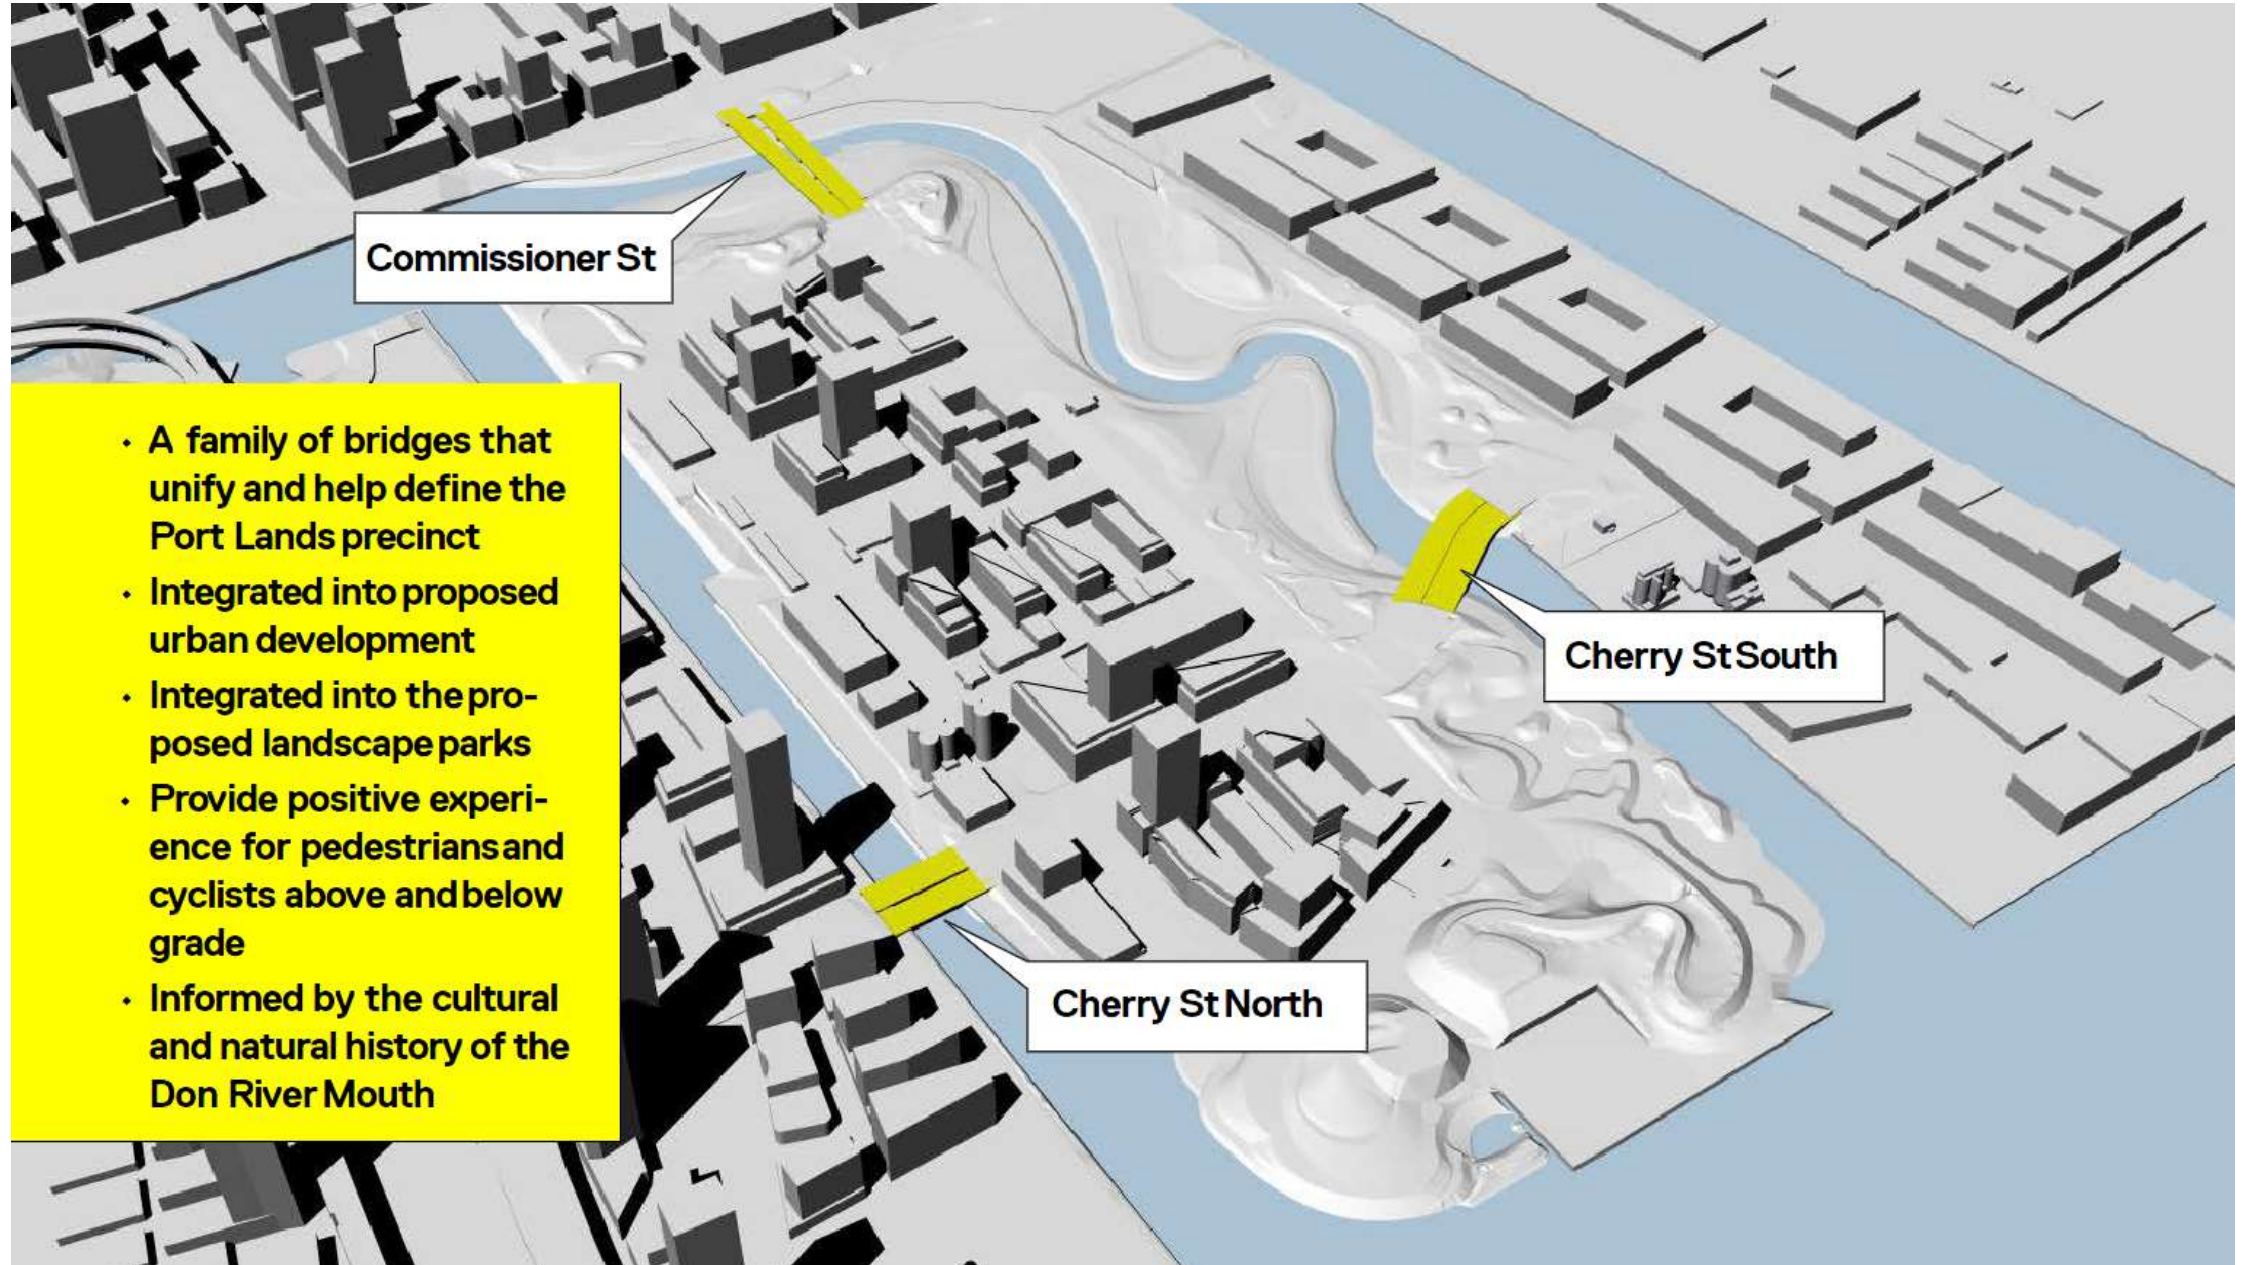 Commissioner St
• A family of bridges that
unify and help define the
Port Lands precinct
• Integrated into proposed
urban development
• Integrated into the pro-
posed landscape parks
• Provide positive experi-
ence for pedestrians and
cyclists above and below
grade
• Informed by the cultural
and natural history of the
Don River Mouth
Cherry St South
Cherry St North